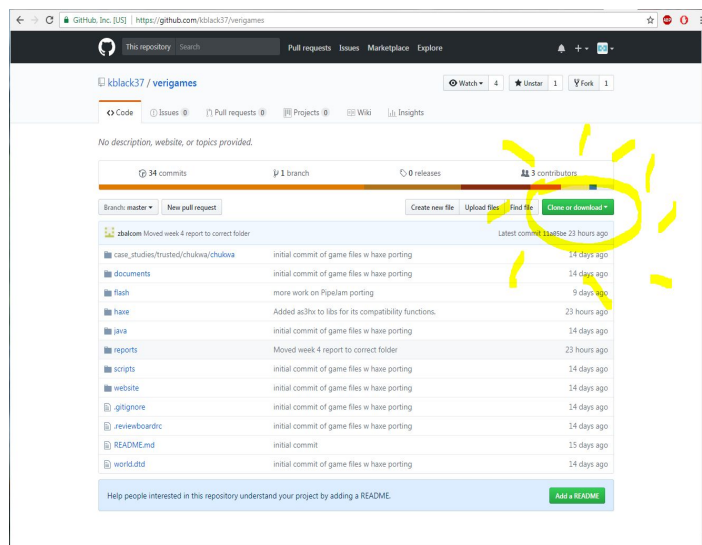 GitHub, Inc. [US] | https://github.com/kblack37/verigames
This repository Search Pull requests Issues Marketplace Explore
kblack37 / verigames Watch 4 Unstar 1 Fork 1
Code Issues 0 Pull requests 0 Projects 0 Wiki Insights
No description, website, or topics provided.
34 commits 1 branch 0 releases 3 contributors
Branch: master New pull request Create new file Upload files Find file Clone or download
zbalcom Moved week 4 report to correct folder Latest commit 11a05be 23 hours ago
case_studies/trusted/chukwa/chukwa initial commit of game files w haxe porting 14 days ago
documents initial commit of game files w haxe porting 14 days ago
flash more work on PipeJam porting 9 days ago
haxe Added as3hx to libs for its compatibility functions. 23 hours ago
java initial commit of game files w haxe porting 14 days ago
reports Moved week 4 report to correct folder 23 hours ago
scripts initial commit of game files w haxe porting 14 days ago
website initial commit of game files w haxe porting 14 days ago
.gitignore initial commit of game files w haxe porting 14 days ago
.reviewboardrc initial commit of game files w haxe porting 14 days ago
README.md initial commit 15 days ago
world.dtd initial commit of game files w haxe porting 14 days ago
Help people interested in this repository understand your project by adding a README. Add a README